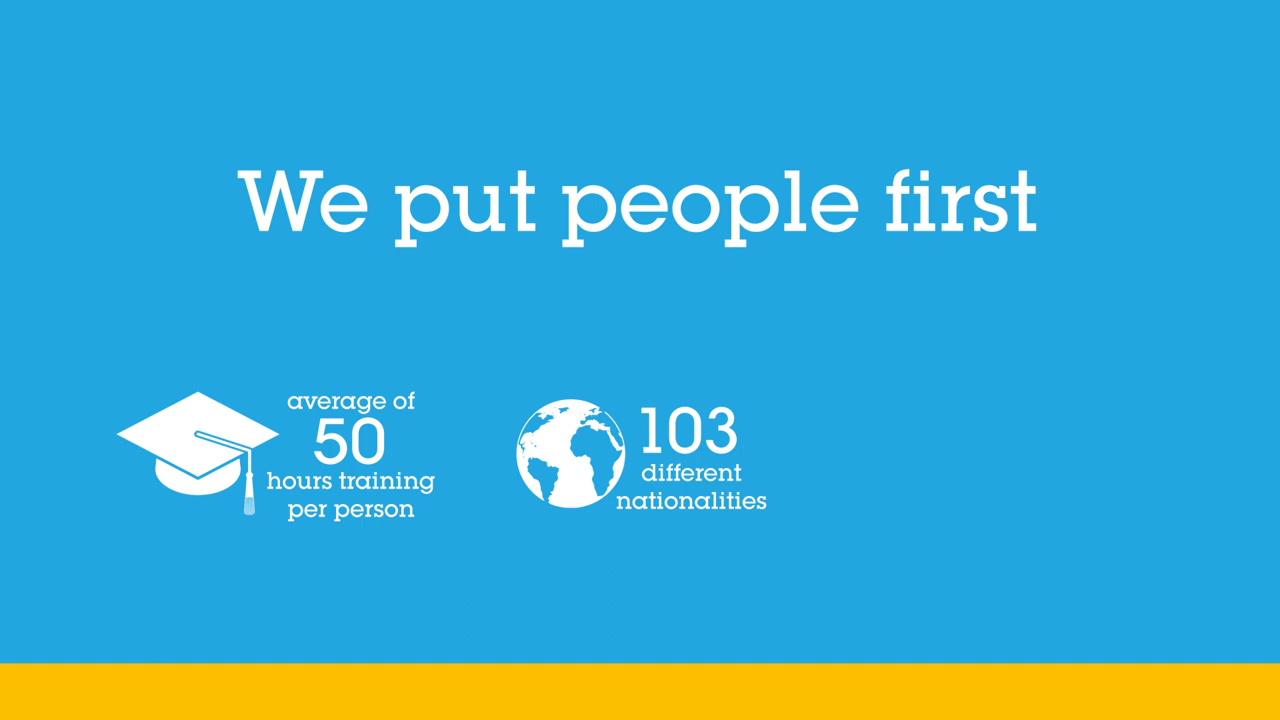 We put people first
average of
50
hours training
per person
103
different
nationalities